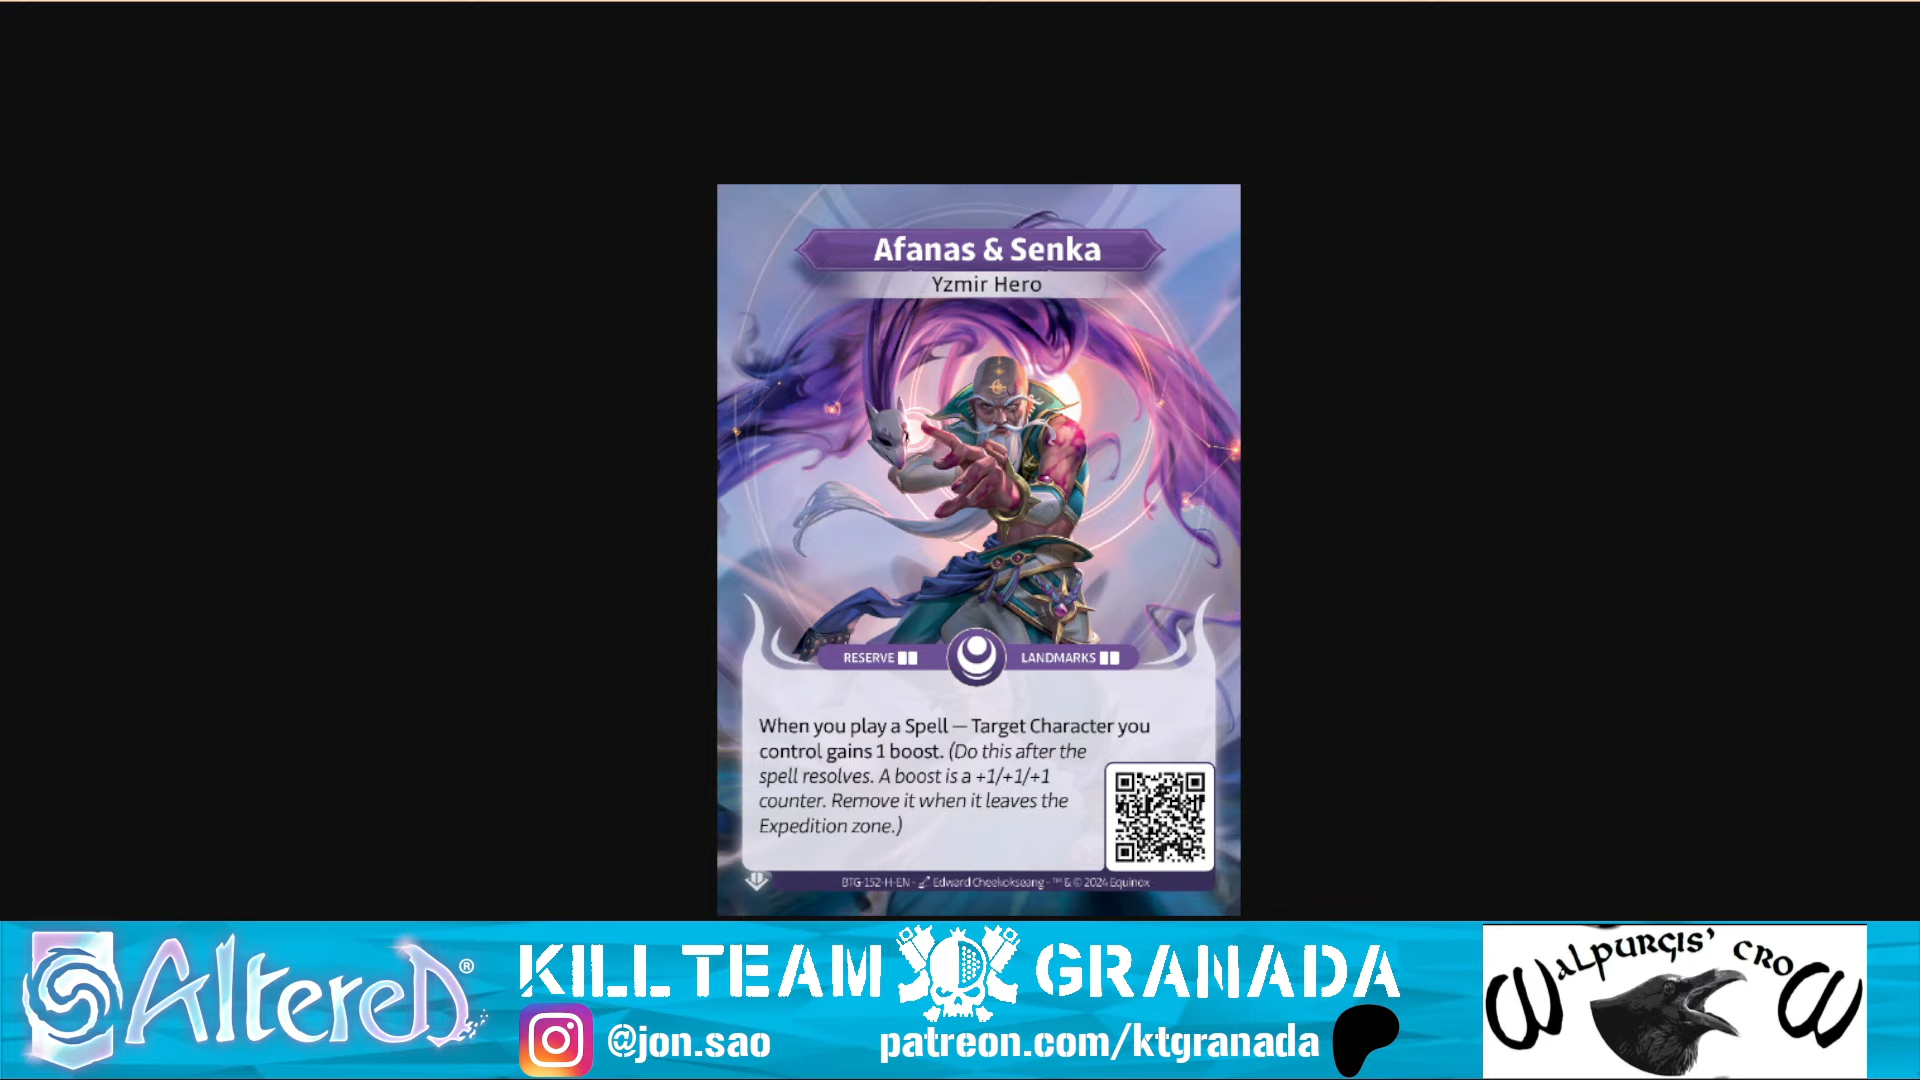 Afanas & Senka
Yzmir Hero
RESERVE
LANDMARKS
When you play a Spell — Target Character you
control gains 1 boost. (Do this after the
spell resolves. A boost is a +1/+1/+1
counter. Remove it when it leaves the
Expedition zone.)
BTG-152-H-EN - Edward Cheekokseang - ™ & © 2024 Equinox
Altered®
KILL TEAM GRANADA
@jon.sao
patreon.com/ktgranada
Walpurgis' Crow